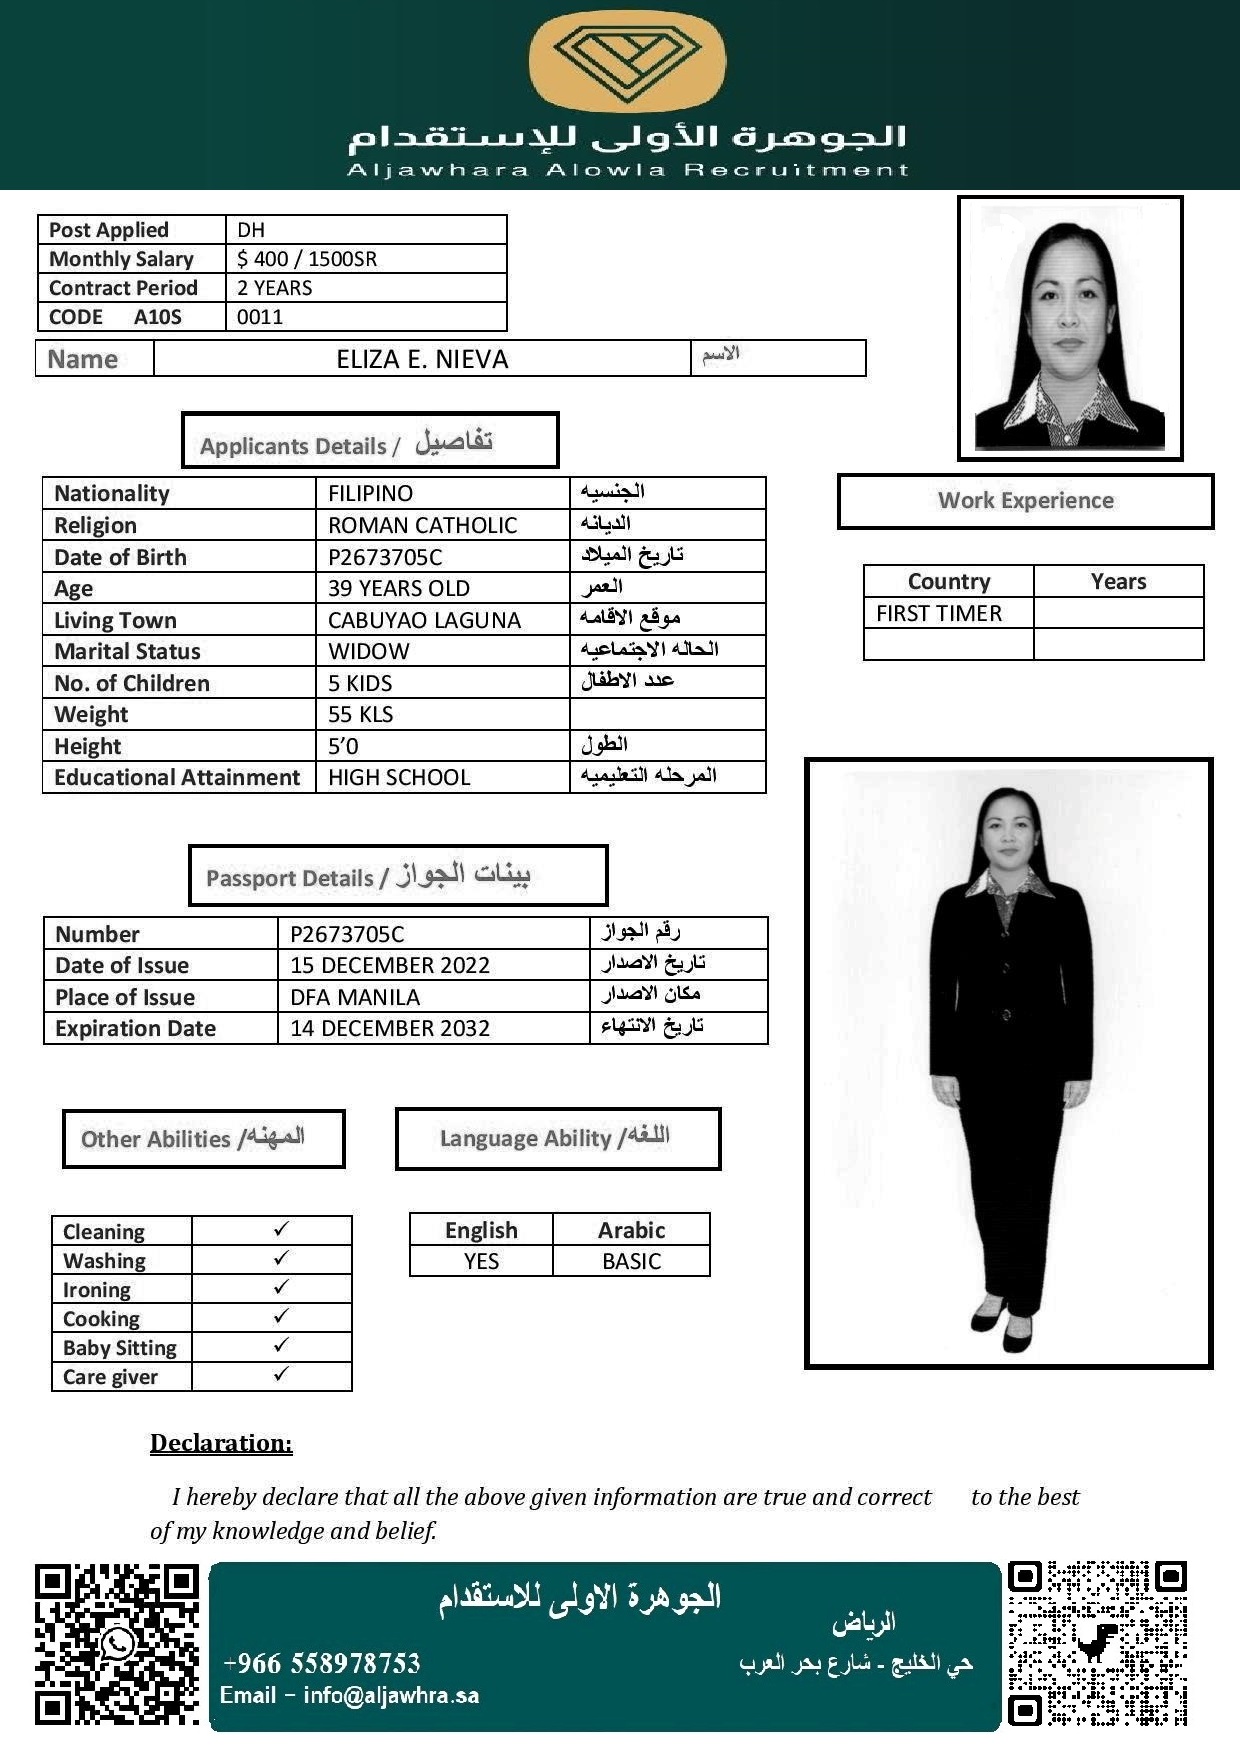 الجوهرة الأولى للإستقدام
Aljawhara Alowla Recruitment
Post Applied DH
Monthly Salary $ 400 / 1500SR
Contract Period 2 YEARS
CODE A10S 0011
Name ELIZA E. NIEVA الاسم
Applicants Details / تفاصيل
Nationality FILIPINO الجنسيه
Religion ROMAN CATHOLIC الديانه
Date of Birth P2673705C تاريخ الميلاد
Age 39 YEARS OLD العمر
Living Town CABUYAO LAGUNA موقع الاقامه
Marital Status WIDOW الحاله الاجتماعيه
No. of Children 5 KIDS عدد الاطفال
Weight 55 KLS
Height 5’0 الطول
Educational Attainment HIGH SCHOOL المرحله التعليميه
Work Experience
Country Years
FIRST TIMER
Passport Details / بينات الجواز
Number P2673705C رقم الجواز
Date of Issue 15 DECEMBER 2022 تاريخ الاصدار
Place of Issue DFA MANILA مكان الاصدار
Expiration Date 14 DECEMBER 2032 تاريخ الانتهاء
Other Abilities /المهنه
Cleaning ✓
Washing ✓
Ironing ✓
Cooking ✓
Baby Sitting ✓
Care giver ✓
Language Ability /اللغه
English Arabic
YES BASIC
Declaration:
I hereby declare that all the above given information are true and correct to the best
of my knowledge and belief.
الجوهرة الاولى للاستقدام
الرياض
+966 558978753 حي الخليج - شارع بحر العرب
Email – info@aljawhra.sa